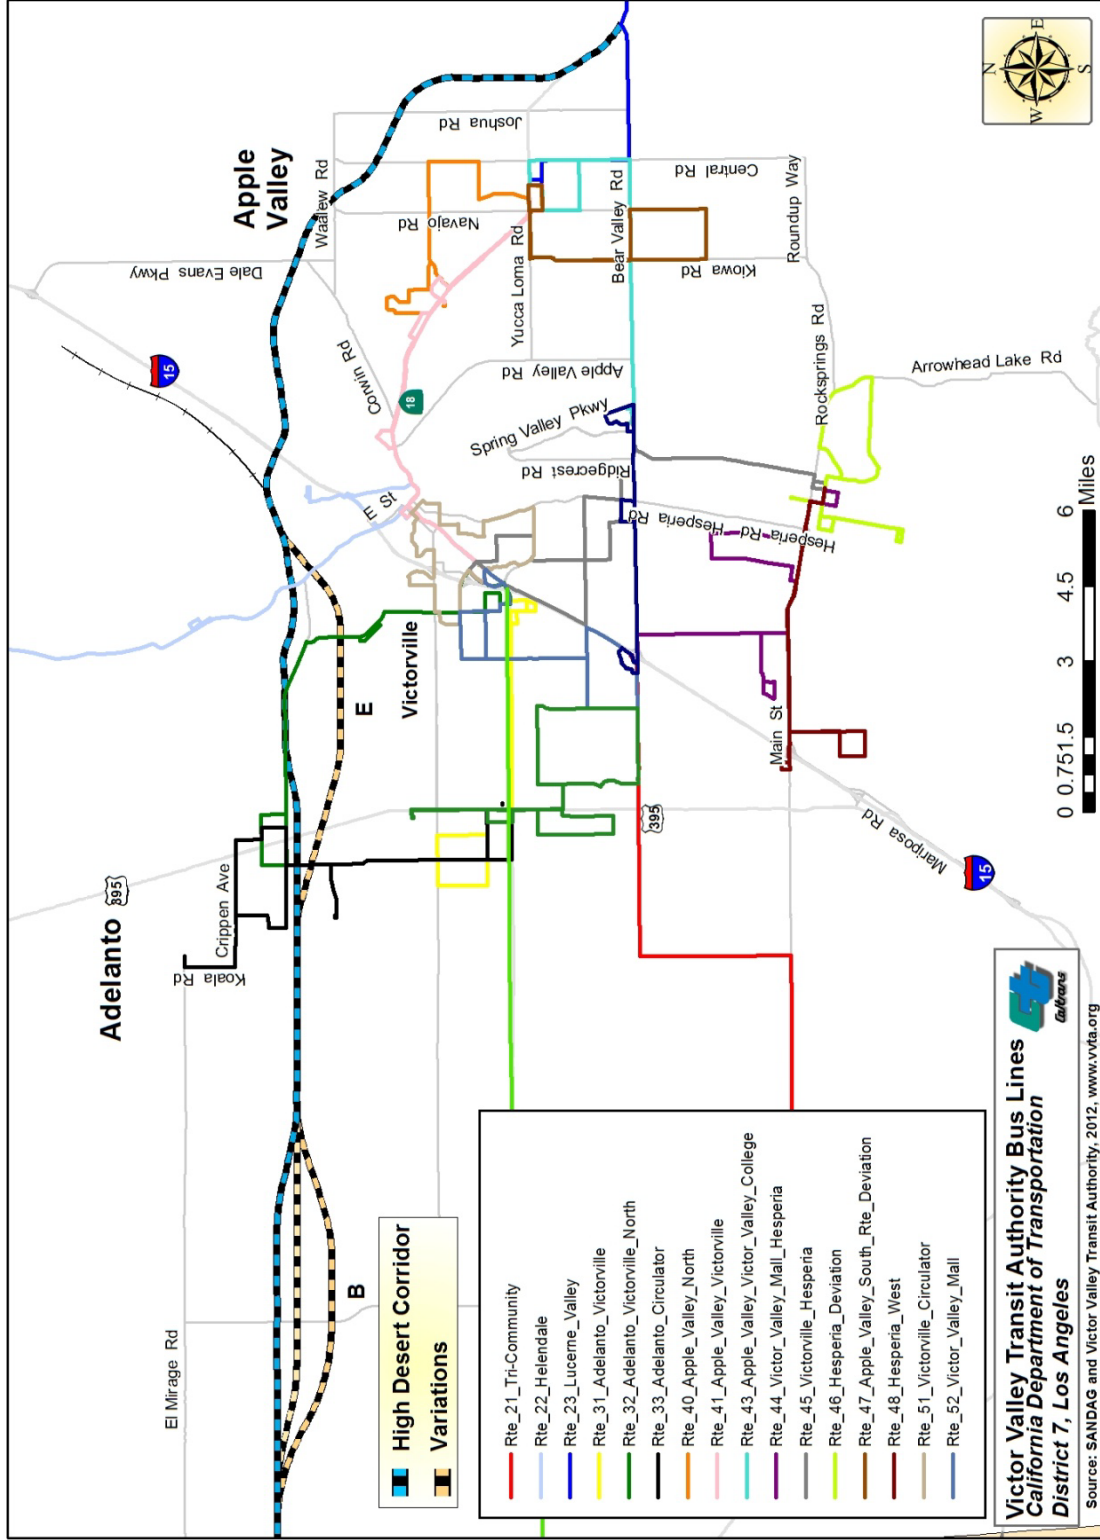 Apple
Valley
Adelanto
Victorville
Waalew Rd
Joshua Rd
Central Rd
Navajo Rd
Yucca Loma Rd
Bear Valley Rd
Kiowa Rd
Roundup Way
Dale Evans Pkwy
Corwin Rd
Apple Valley Rd
15
18
E St
Spring Valley Pkwy
Ridgecrest Rd
Hesperia Rd
Hesperia Rd
Hesperia Rd
Rocksprings Rd
Arrowhead Lake Rd
Main St
Mariposa Rd
395
395
15
Crippen Ave
Koala Rd
El Mirage Rd
E
B
N
E
S
W
0 0.751.5 3 4.5 6
Miles
High Desert Corridor
Variations
Rte_21_Tri-Community
Rte_22_Helendale
Rte_23_Lucerne_Valley
Rte_31_Adelanto_Victorville
Rte_32_Adelanto_Victorville_North
Rte_33_Adelanto_Circulator
Rte_40_Apple_Valley_North
Rte_41_Apple_Valley_Victorville
Rte_43_Apple_Valley_Victor_Valley_College
Rte_44_Victor_Valley_Mall_Hesperia
Rte_45_Victorville_Hesperia
Rte_46_Hesperia_Deviation
Rte_47_Apple_Valley_South_Rte_Deviation
Rte_48_Hesperia_West
Rte_51_Victorville_Circulator
Rte_52_Victor_Valley_Mall
Victor Valley Transit Authority Bus Lines
California Department of Transportation
District 7, Los Angeles
Caltrans
Source: SANDAG and Victor Valley Transit Authority, 2012, www.vvta.org